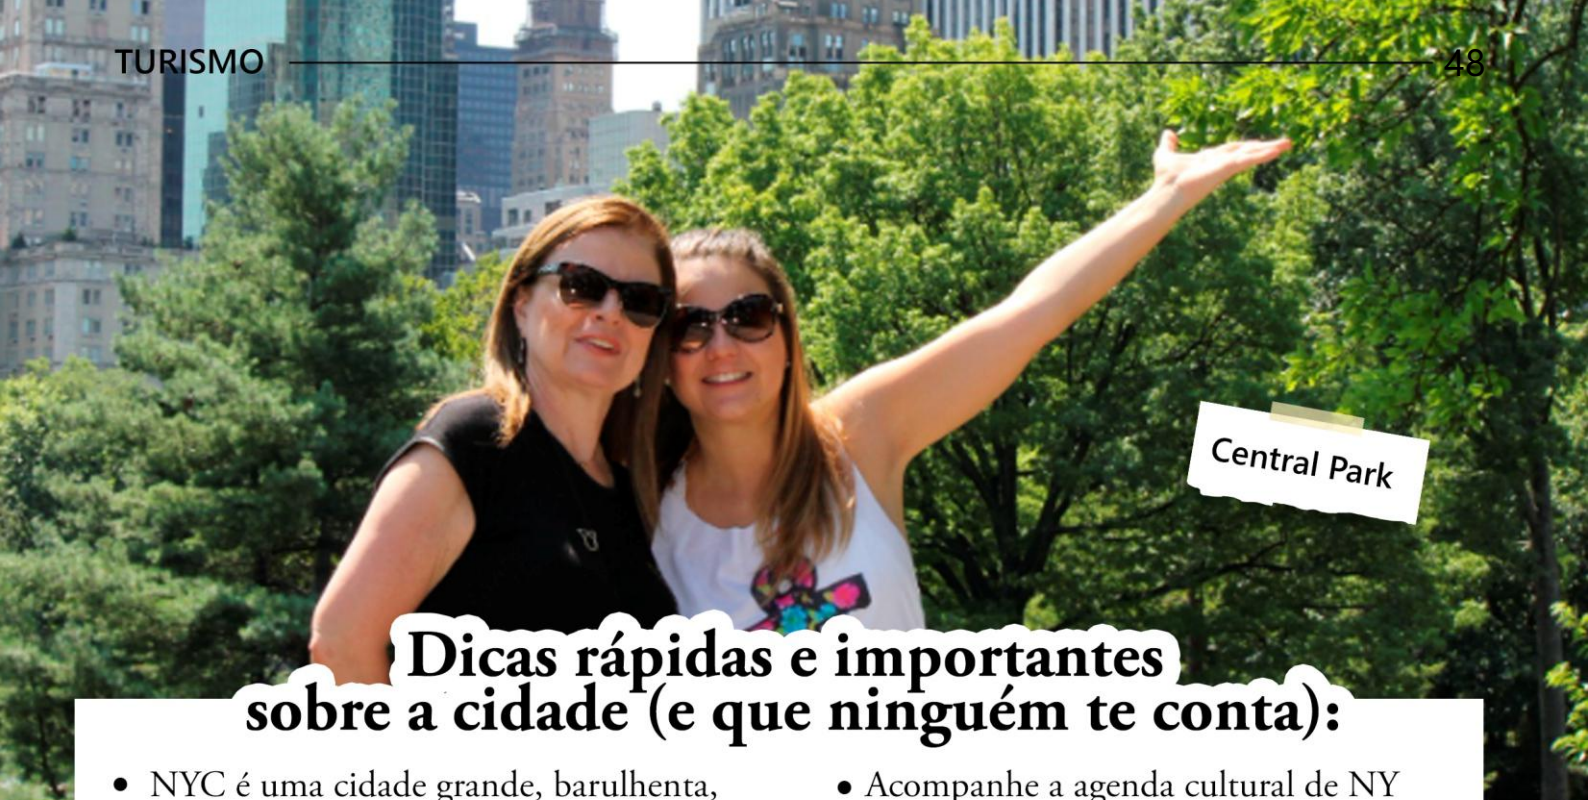 TURISMO
48
Central Park
Dicas rápidas e importantes
sobre a cidade (e que ninguém te conta):
• NYC é uma cidade grande, barulhenta,
• Acompanhe a agenda cultural de NY